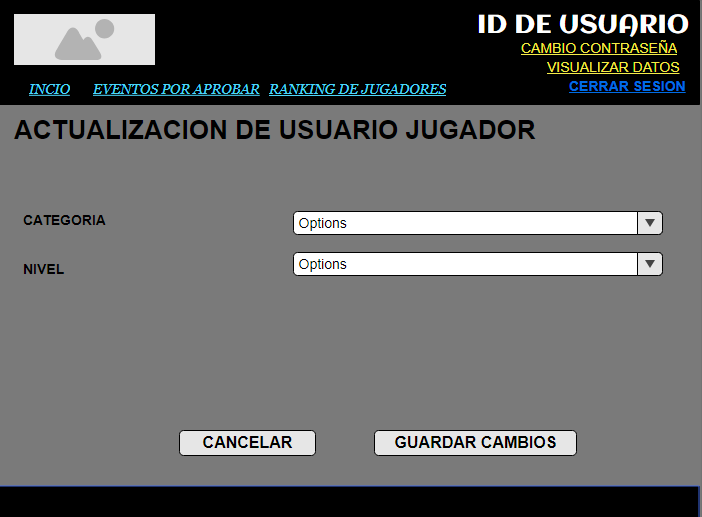 ID DE USUARIO
CAMBIO CONTRASEÑA
VISUALIZAR DATOS
CERRAR SESION
INCIO EVENTOS POR APROBAR RANKING DE JUGADORES
ACTUALIZACION DE USUARIO JUGADOR
CATEGORIA Options
NIVEL Options
CANCELAR GUARDAR CAMBIOS